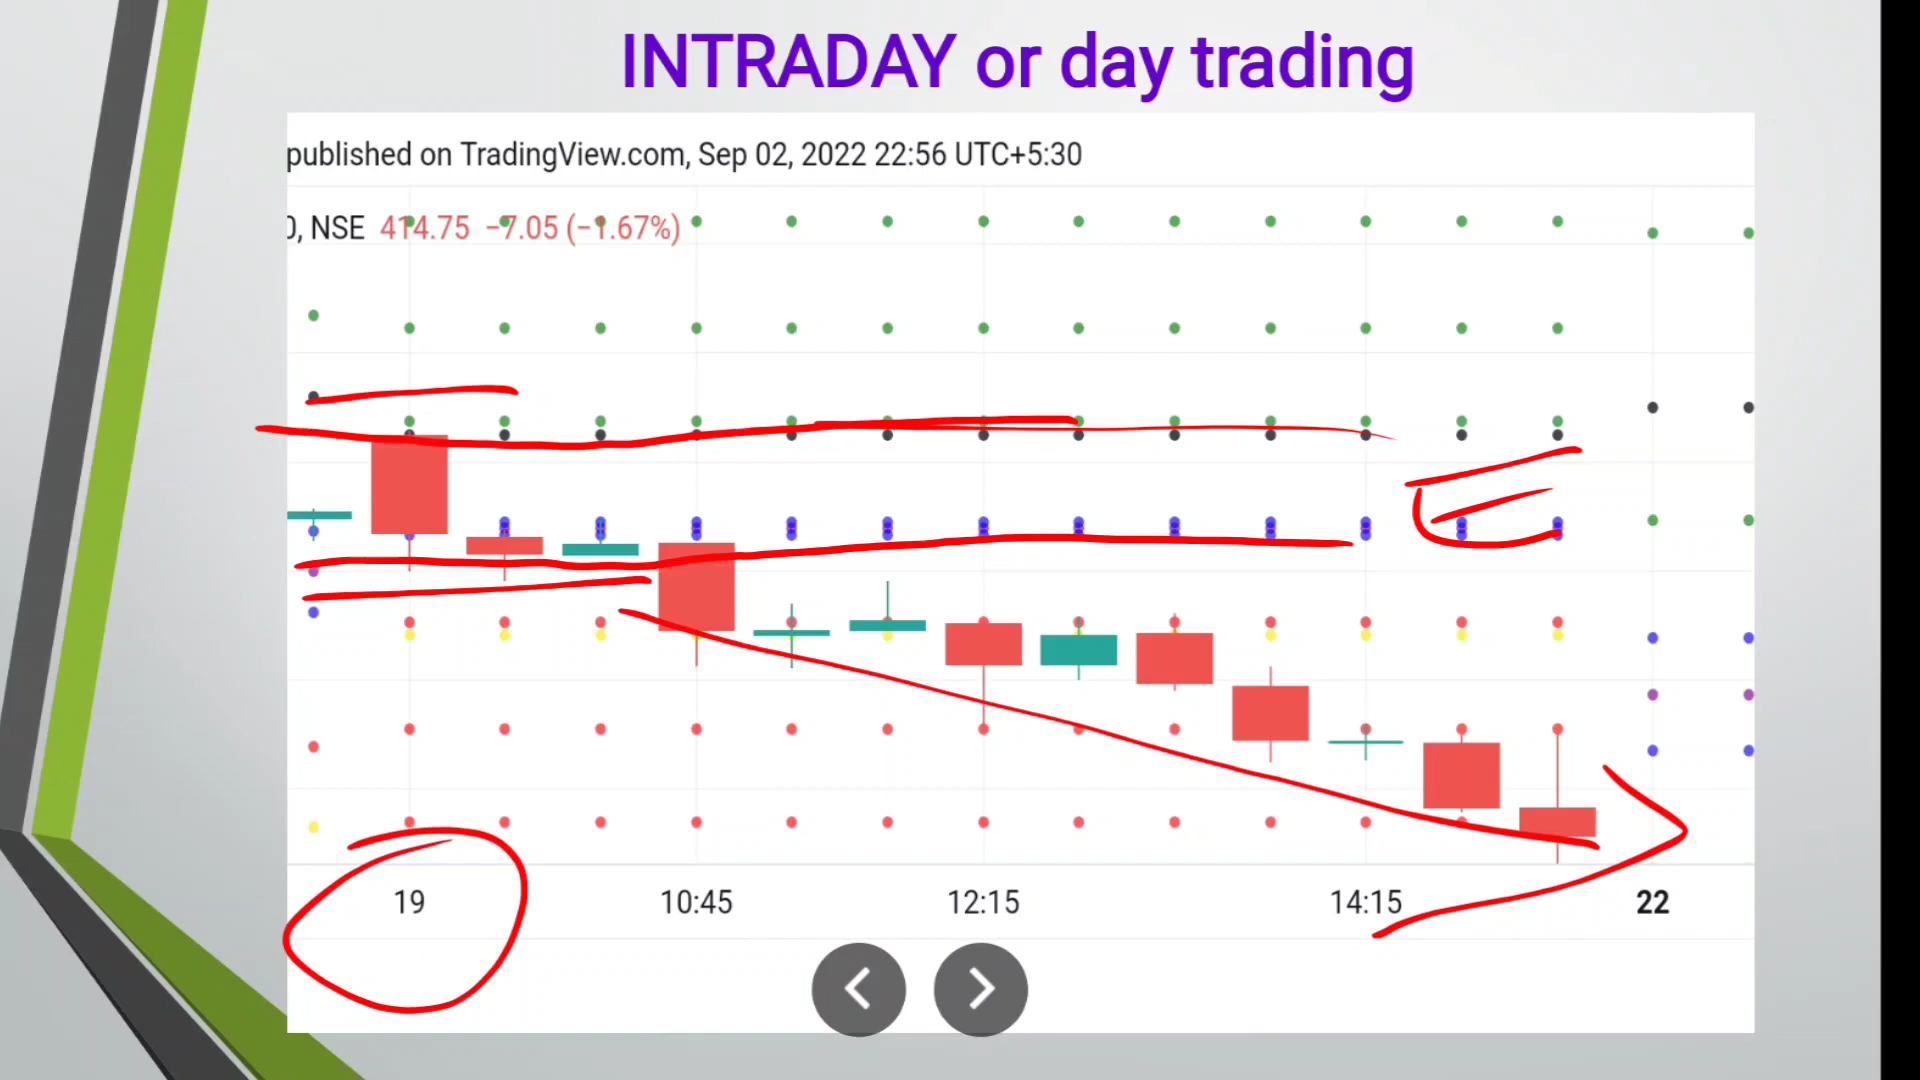 INTRADAY or day trading
published on TradingView.com, Sep 02, 2022 22:56 UTC+5:30
, NSE 414.75 −7.05 (−1.67%)
19 10:45 12:15 14:15 22